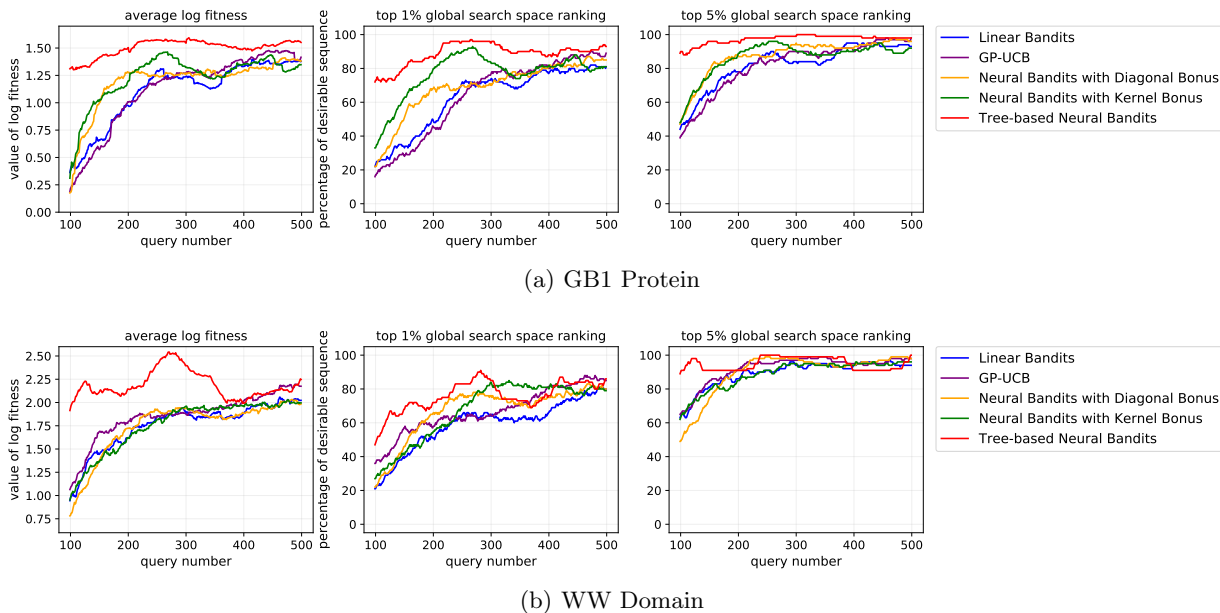 average log fitness
value of log fitness
1.50
1.25
1.00
0.75
0.50
0.25
0.00
100 200 300 400 500
query number
top 1% global search space ranking
percentage of desirable sequence
100
80
60
40
20
0
100 200 300 400 500
query number
top 5% global search space ranking
100
80
60
40
20
0
100 200 300 400 500
query number
Linear Bandits
GP-UCB
Neural Bandits with Diagonal Bonus
Neural Bandits with Kernel Bonus
Tree-based Neural Bandits
(a) GB1 Protein
average log fitness
value of log fitness
2.50
2.25
2.00
1.75
1.50
1.25
1.00
0.75
100 200 300 400 500
query number
top 1% global search space ranking
percentage of desirable sequence
100
80
60
40
20
0
100 200 300 400 500
query number
top 5% global search space ranking
100
80
60
40
20
0
100 200 300 400 500
query number
Linear Bandits
GP-UCB
Neural Bandits with Diagonal Bonus
Neural Bandits with Kernel Bonus
Tree-based Neural Bandits
(b) WW Domain